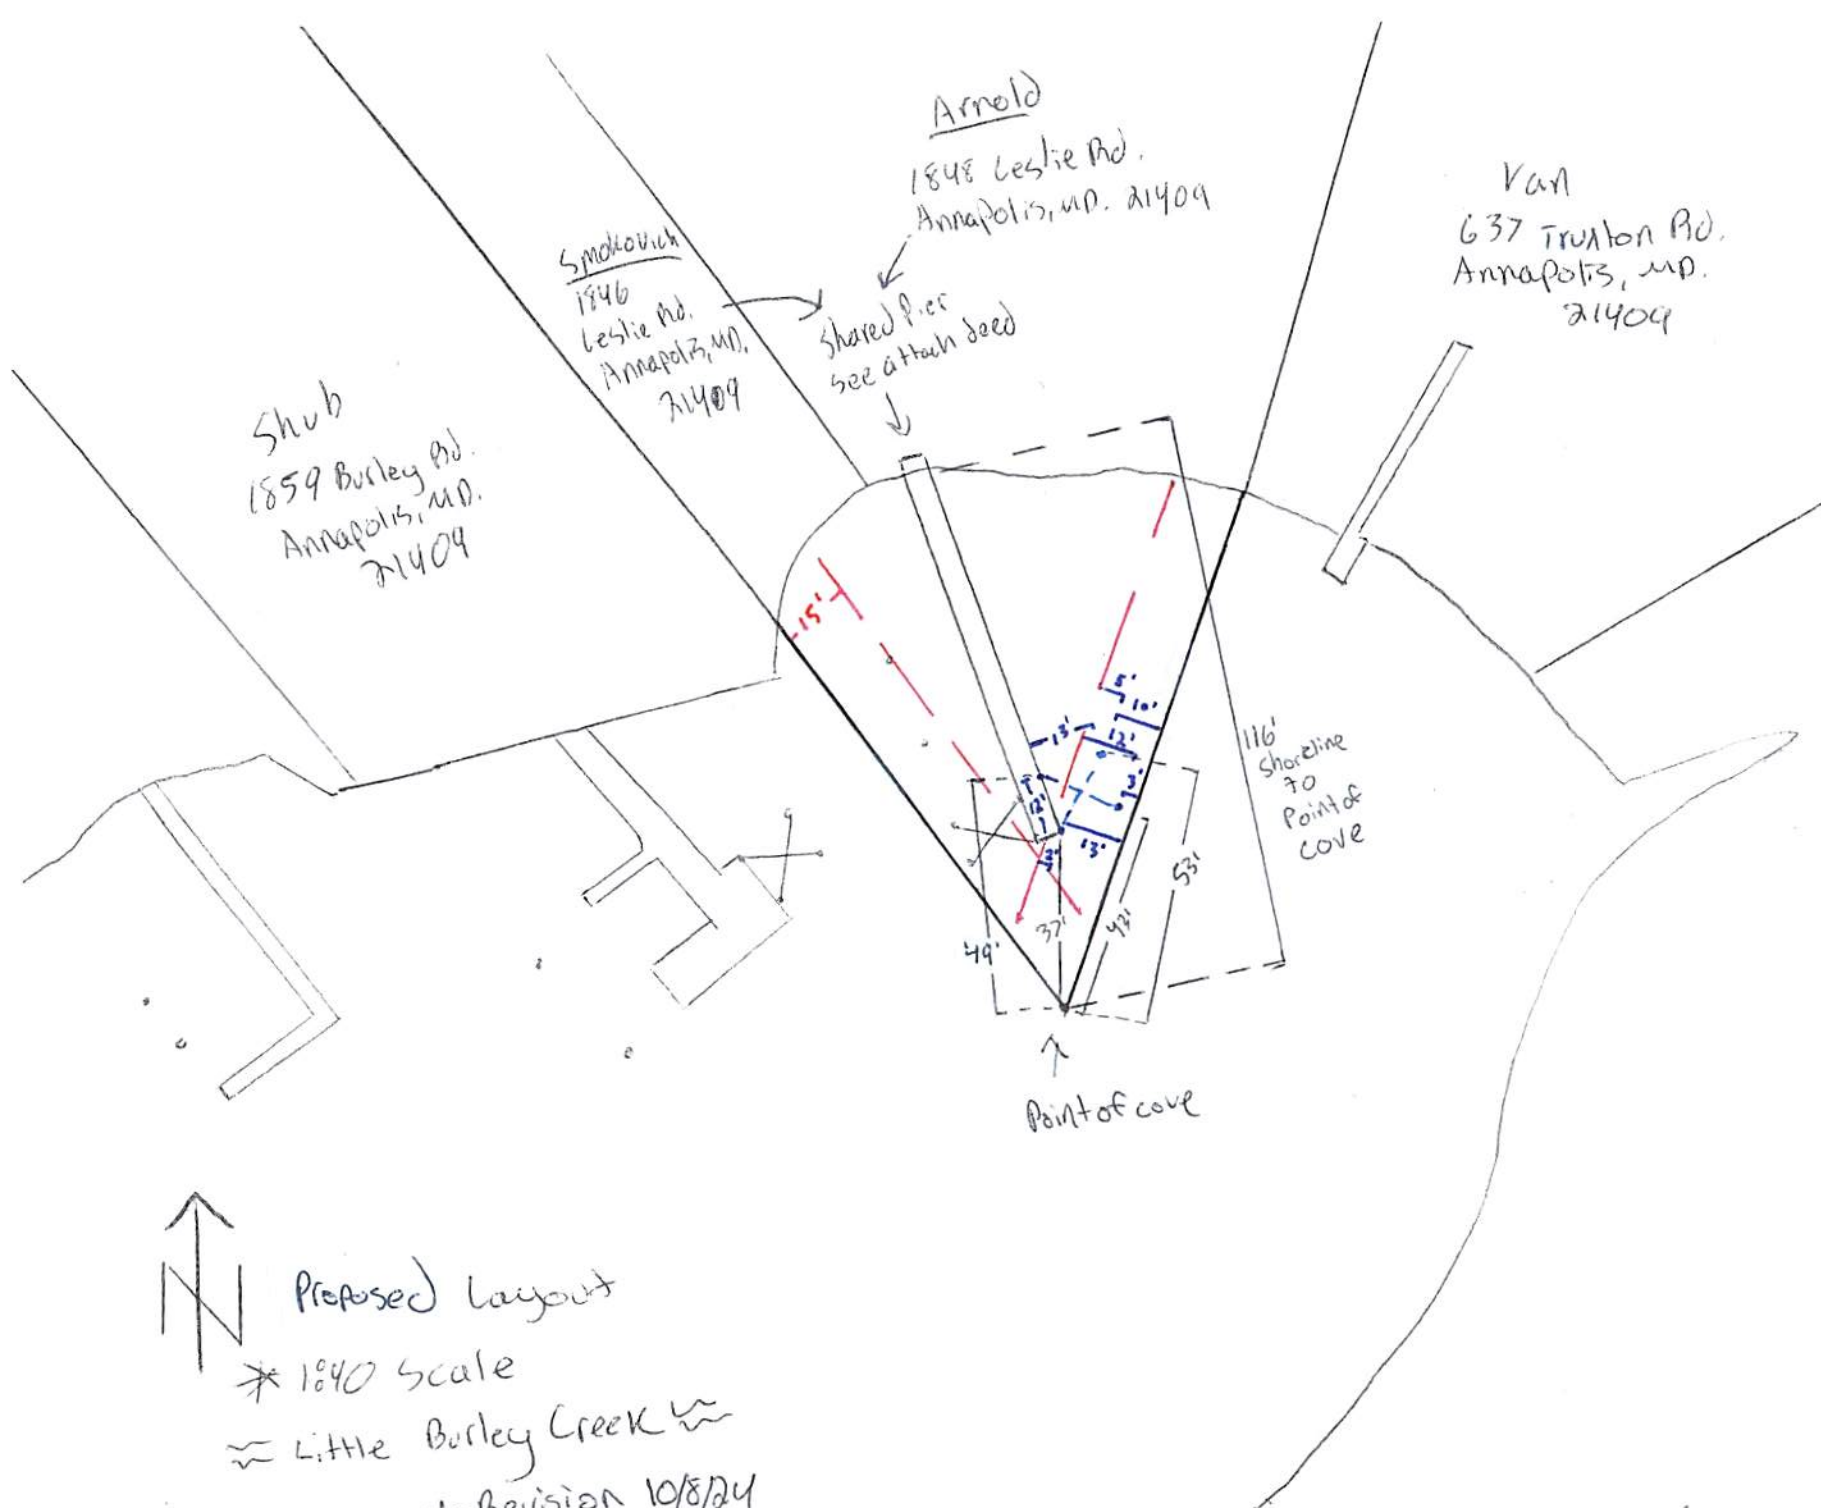 Arnold
1848 Leslie Rd.
Annapolis, MD. 21409
Van
637 Truxton Rd.
Annapolis, MD.
21409
Smokovich
1846
Leslie Rd.
Annapolis, MD.
21409
Shared Pier
See attach deed
Shub
1859 Burley Rd.
Annapolis, MD.
21409
15'
5'
10'
13'
12'
3'
12'
13'
116'
Shoreline
to
Point of
cove
53'
43'
37'
49'
Point of cove
N
Proposed Layout
* 1:40 Scale
≈ Little Burley Creek ≈
Revision 10/8/24